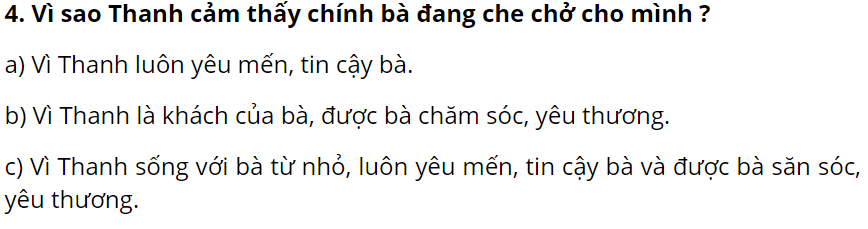 4. Vì sao Thanh cảm thấy chính bà đang che chở cho mình ?
a) Vì Thanh luôn yêu mến, tin cậy bà.
b) Vì Thanh là khách của bà, được bà chăm sóc, yêu thương.
c) Vì Thanh sống với bà từ nhỏ, luôn yêu mến, tin cậy bà và được bà săn sóc,
yêu thương.